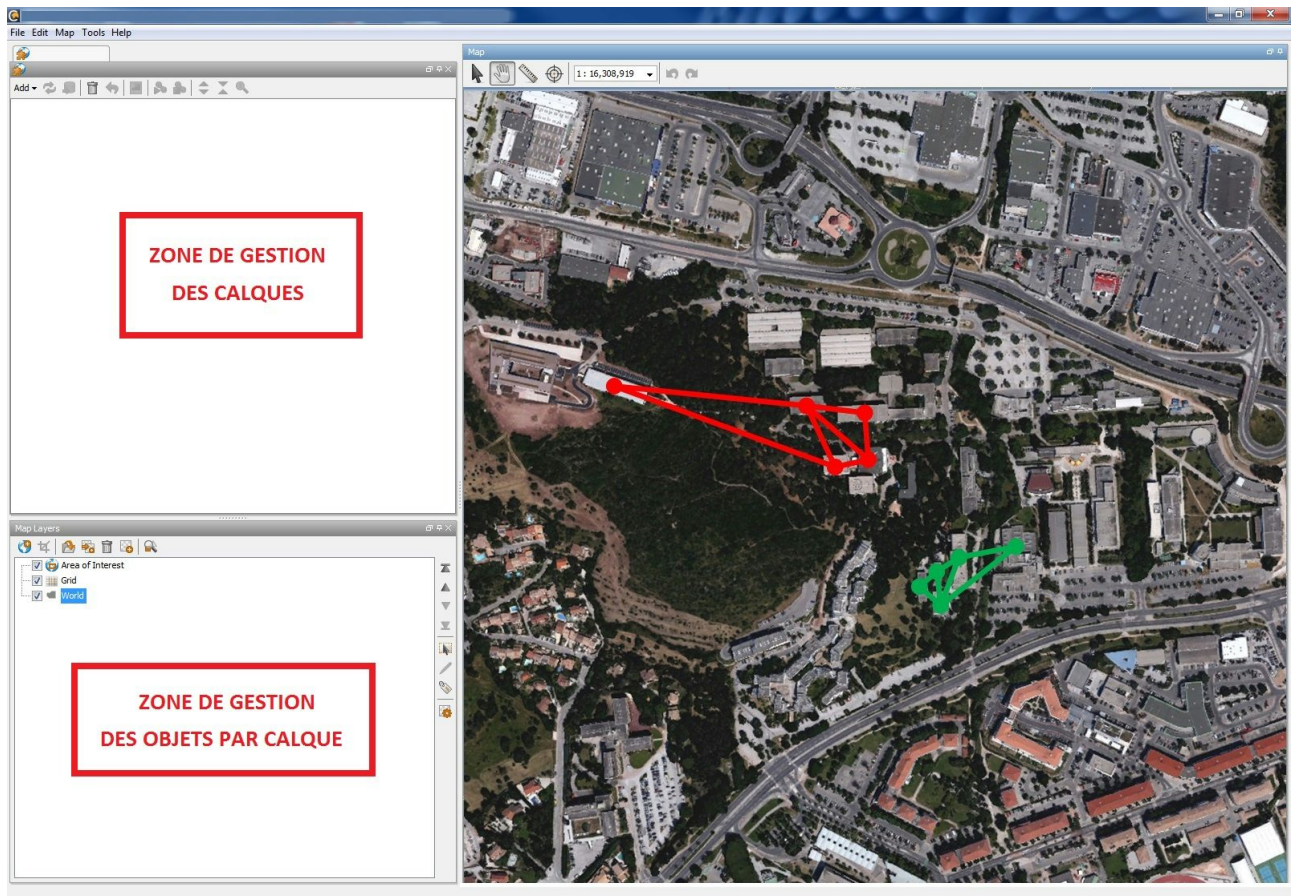 File Edit Map Tools Help
Map
1 : 16,308,919
Add
ZONE DE GESTION
DES CALQUES
Map Layers
Area of Interest
Grid
World
ZONE DE GESTION
DES OBJETS PAR CALQUE